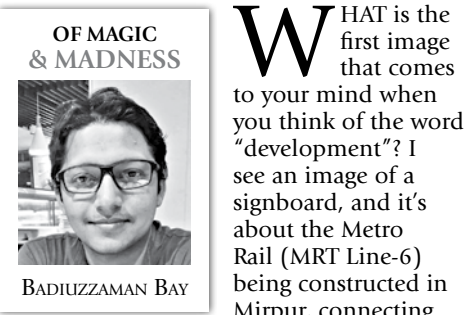 OF MAGIC
& MADNESS
BADIUZZAMAN BAY
WHAT is the
first image
that comes
to your mind when
you think of the word
“development”? I
see an image of a
signboard, and it’s
about the Metro
Rail (MRT Line-6)
being constructed in
Mirpur, connecting